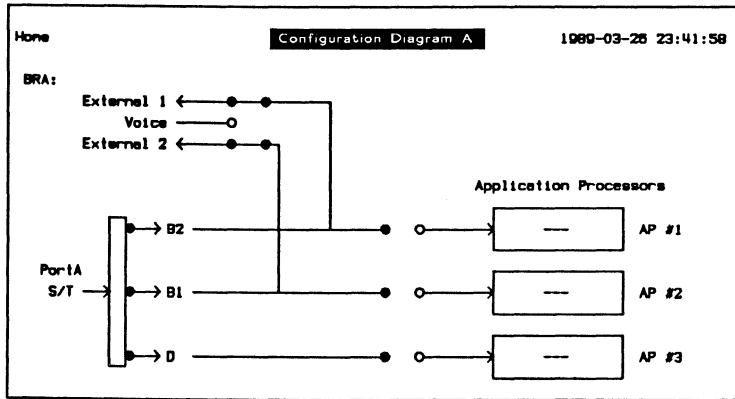 Home Configuration Diagram A 1989-03-26 23:41:58
BRA:
External 1
Voice
External 2
Application Processors
B2 --- AP #1
PortA
S/T B1 --- AP #2
D --- AP #3